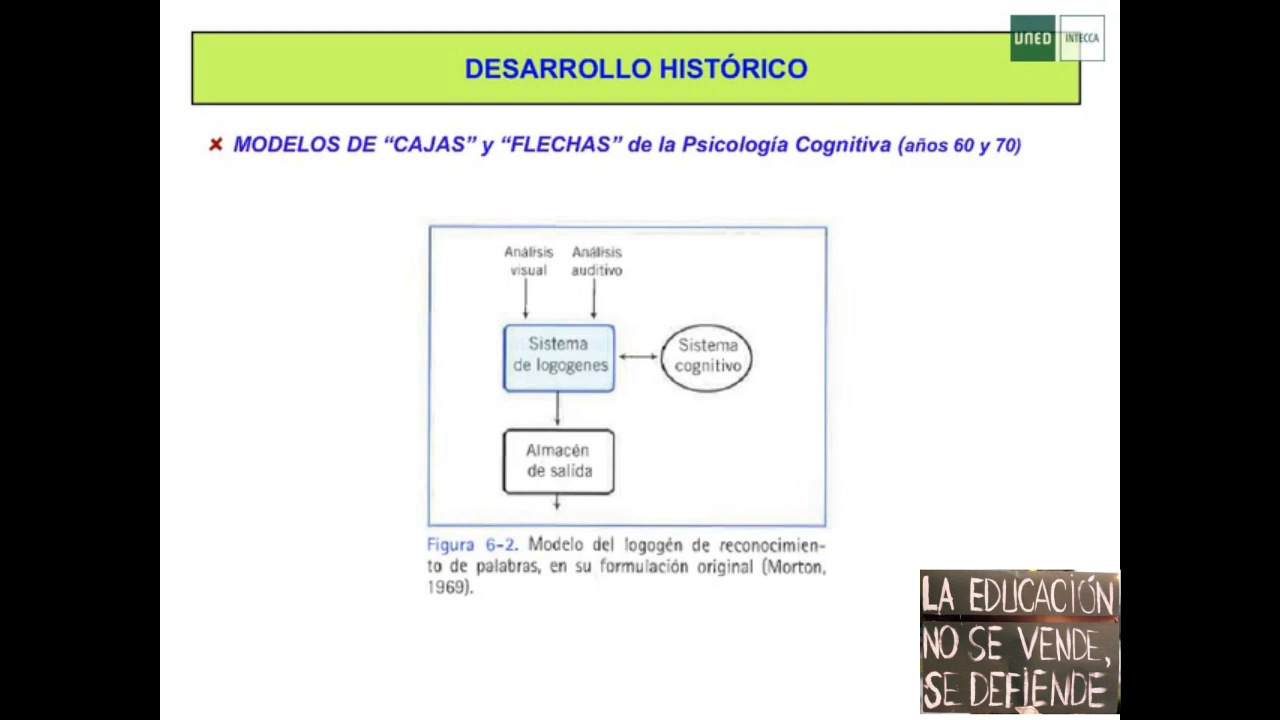 UNED INTECCA
DESARROLLO HISTÓRICO
MODELOS DE “CAJAS” y “FLECHAS” de la Psicología Cognitiva (años 60 y 70)
Análisis visual
Análisis auditivo
Sistema
de logogenes
Sistema
cognitivo
Almacén
de salida
Figura 6-2. Modelo del logogén de reconocimien-
to de palabras, en su formulación original (Morton,
1969).
LA EDUCACIÓN
NO SE VENDE,
SE DEFIENDE